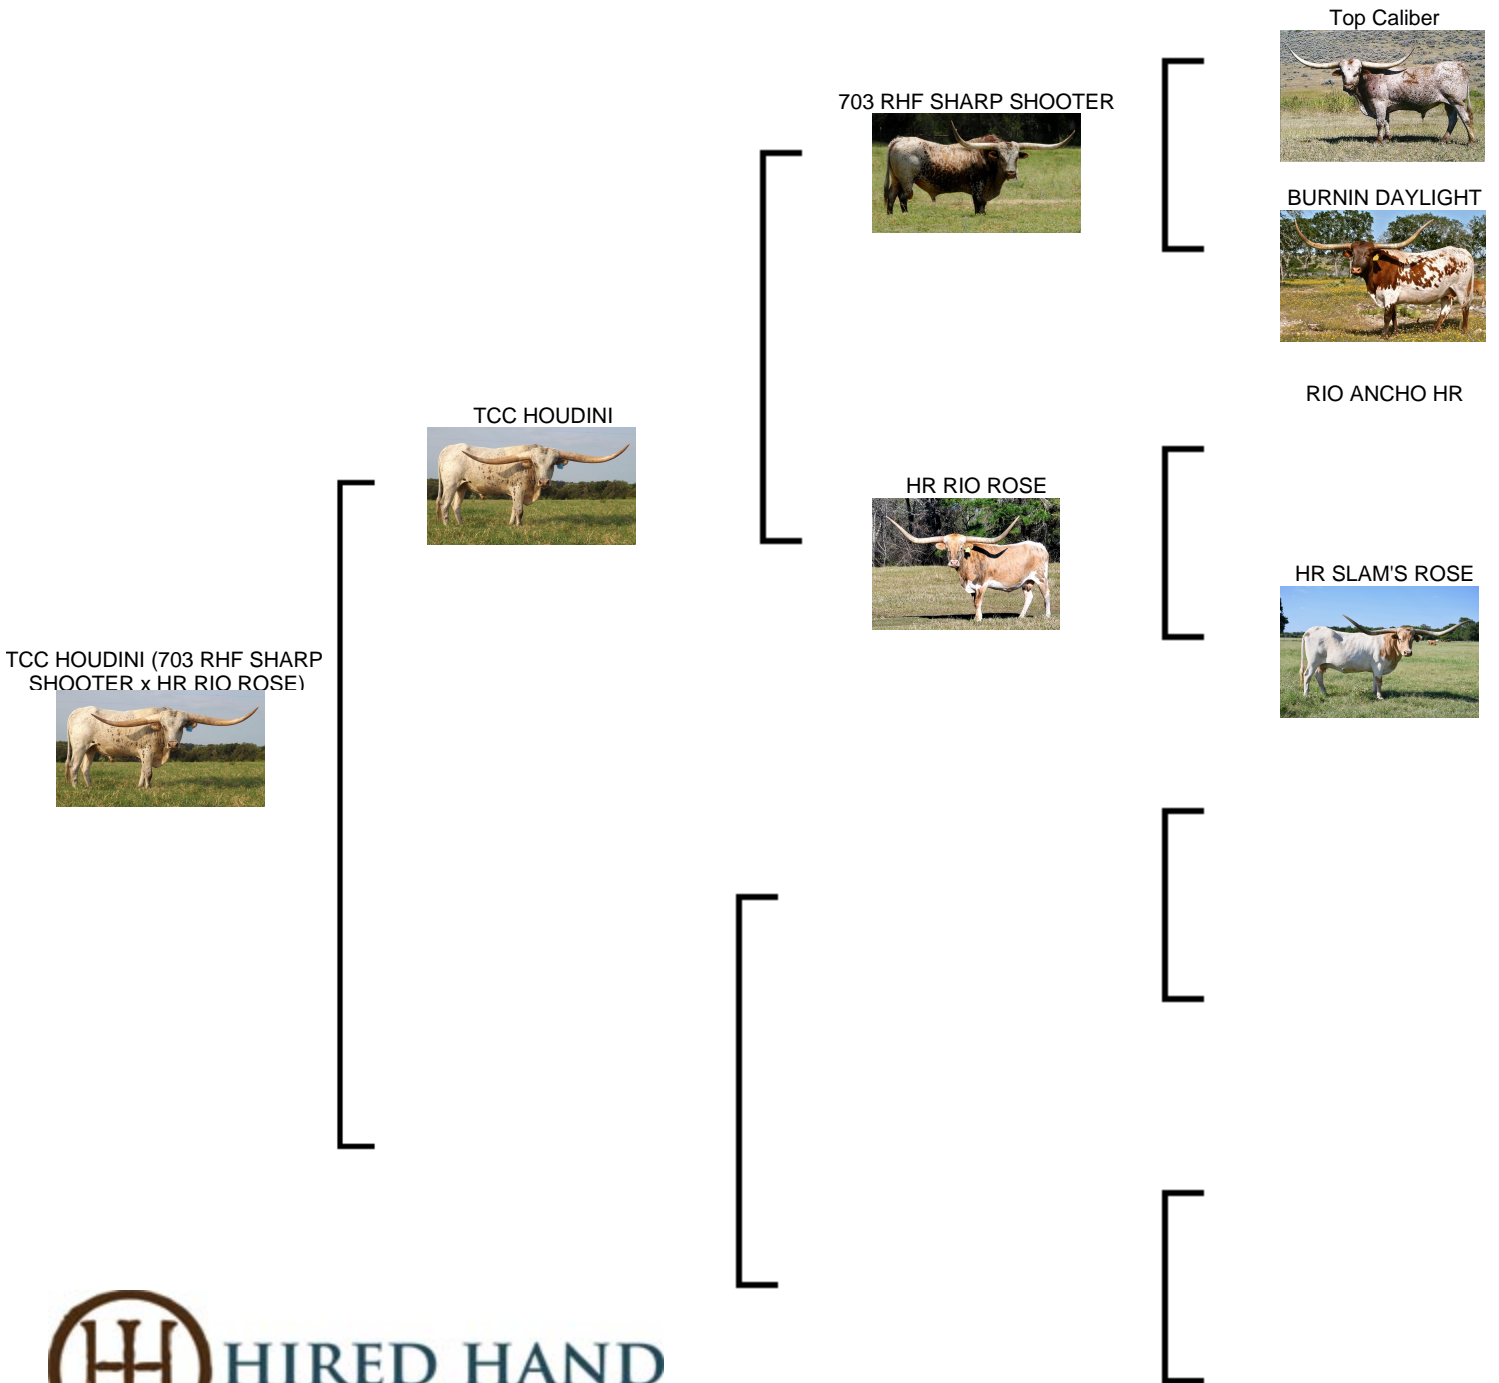 Top Caliber
703 RHF SHARP SHOOTER
BURNIN DAYLIGHT
RIO ANCHO HR
TCC HOUDINI
HR RIO ROSE
HR SLAM'S ROSE
TCC HOUDINI (703 RHF SHARP
SHOOTER x HR RIO ROSE)
HIRED HAND